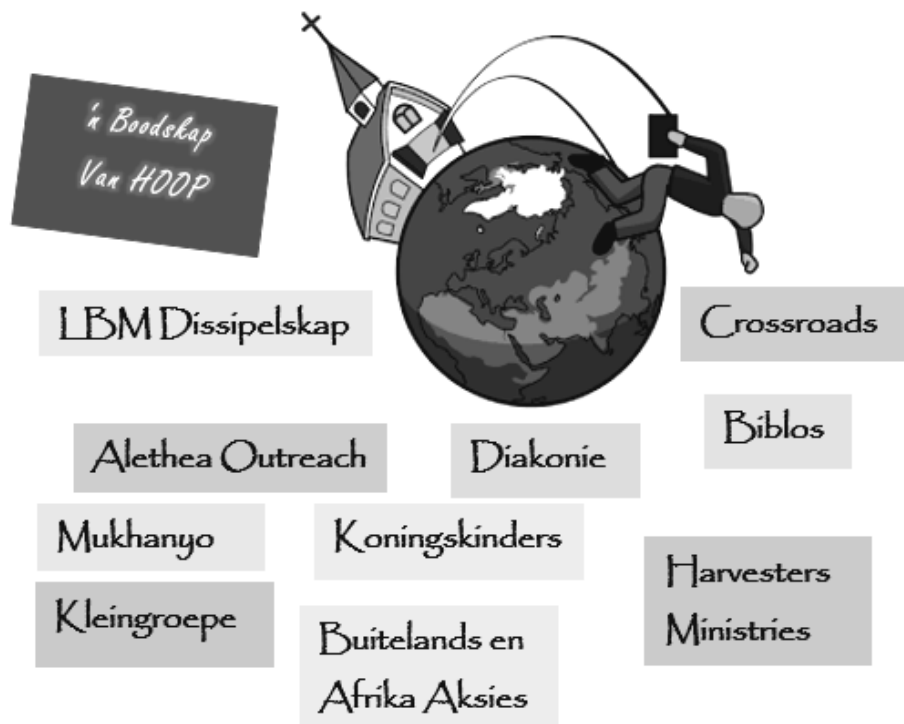 'n Boodskap
Van HOOP
LBM Dissipelskap
Crossroads
Biblos
Alethea Outreach
Diakonie
Mukhanyo
Koningskinders
Harvesters
Ministries
Kleingroepe
Buitelands en
Afrika Aksies